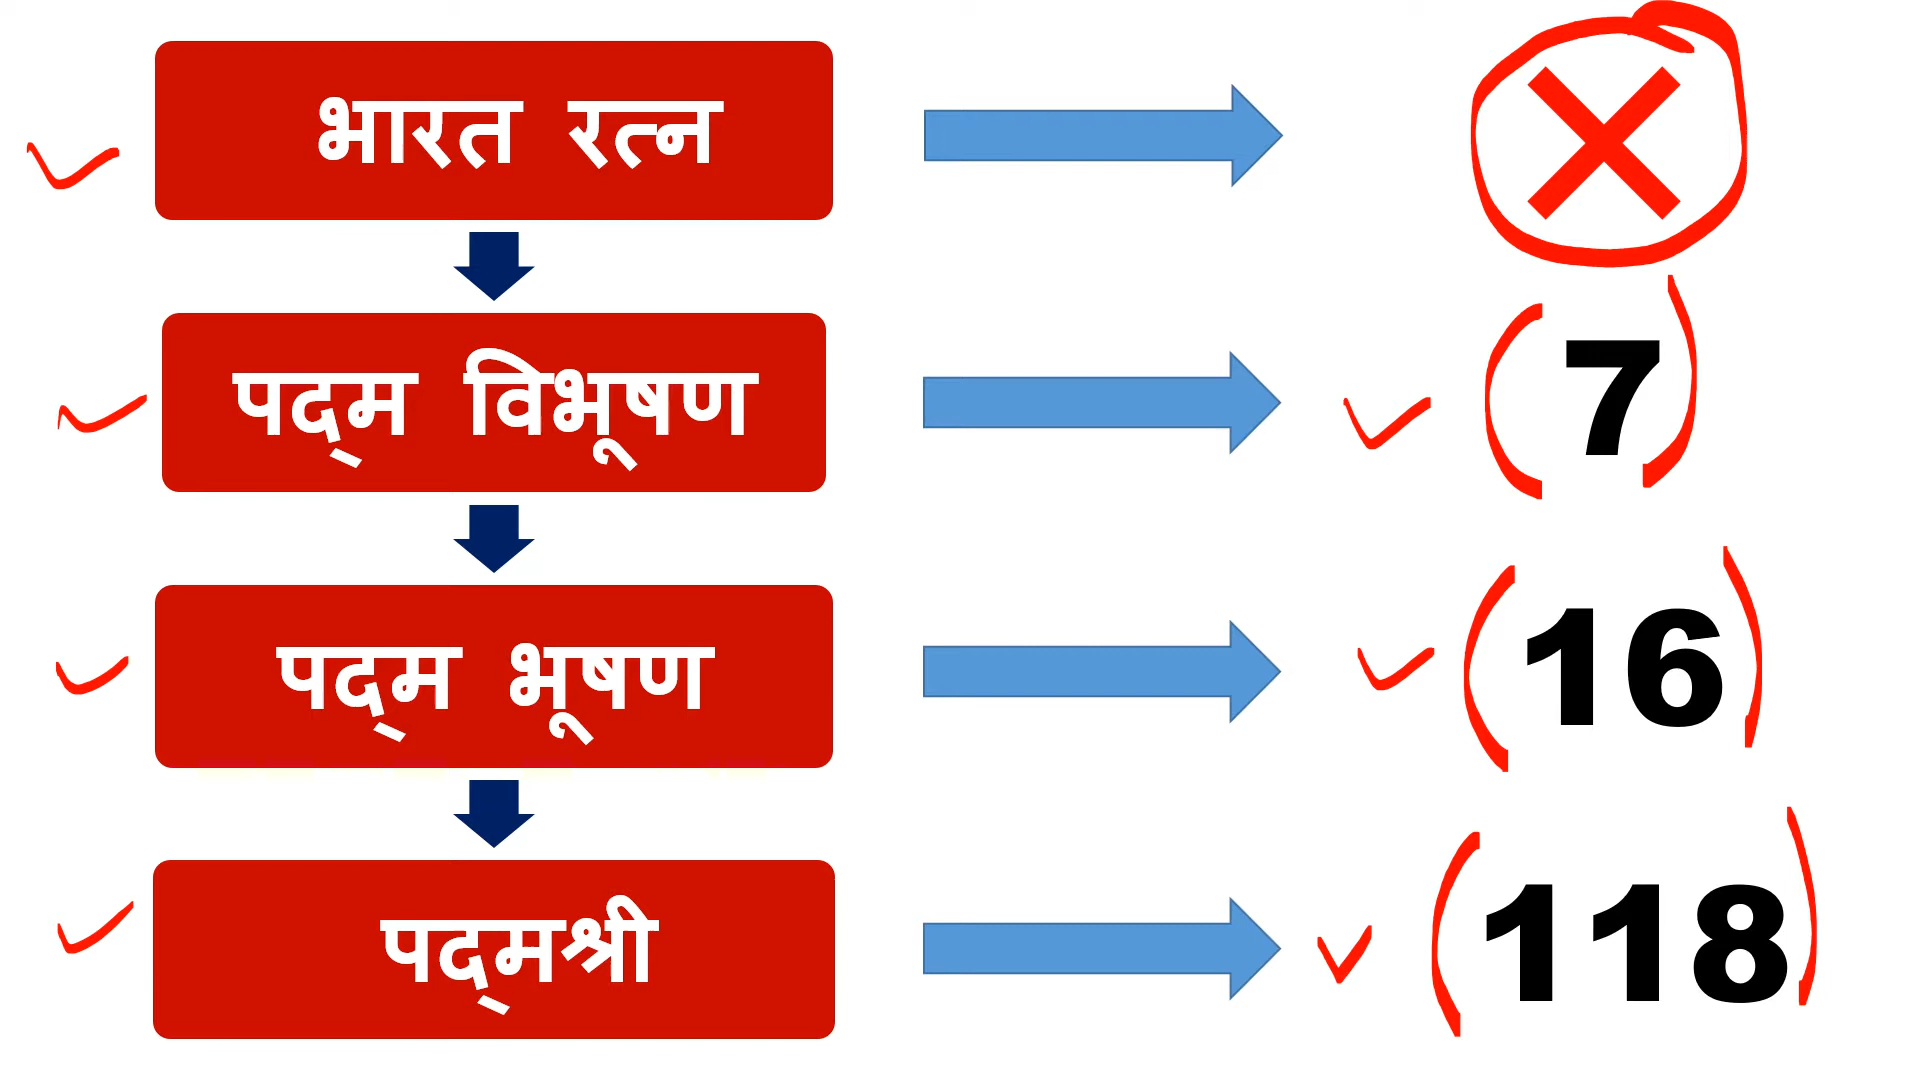 भारत रत्न
पद्म विभूषण
7
पद्म भूषण
16
पद्मश्री
118